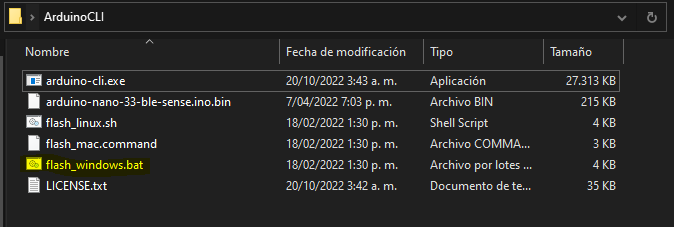 ArduinoCLI
Nombre Fecha de modificación Tipo Tamaño
arduino-cli.exe 20/10/2022 3:43 a. m. Aplicación 27.313 KB
arduino-nano-33-ble-sense.ino.bin 7/04/2022 7:03 p. m. Archivo BIN 215 KB
flash_linux.sh 18/02/2022 1:30 p. m. Shell Script 4 KB
flash_mac.command 18/02/2022 1:30 p. m. Archivo COMMA... 3 KB
flash_windows.bat 18/02/2022 1:30 p. m. Archivo por lotes ... 4 KB
LICENSE.txt 20/10/2022 3:42 a. m. Documento de te... 35 KB